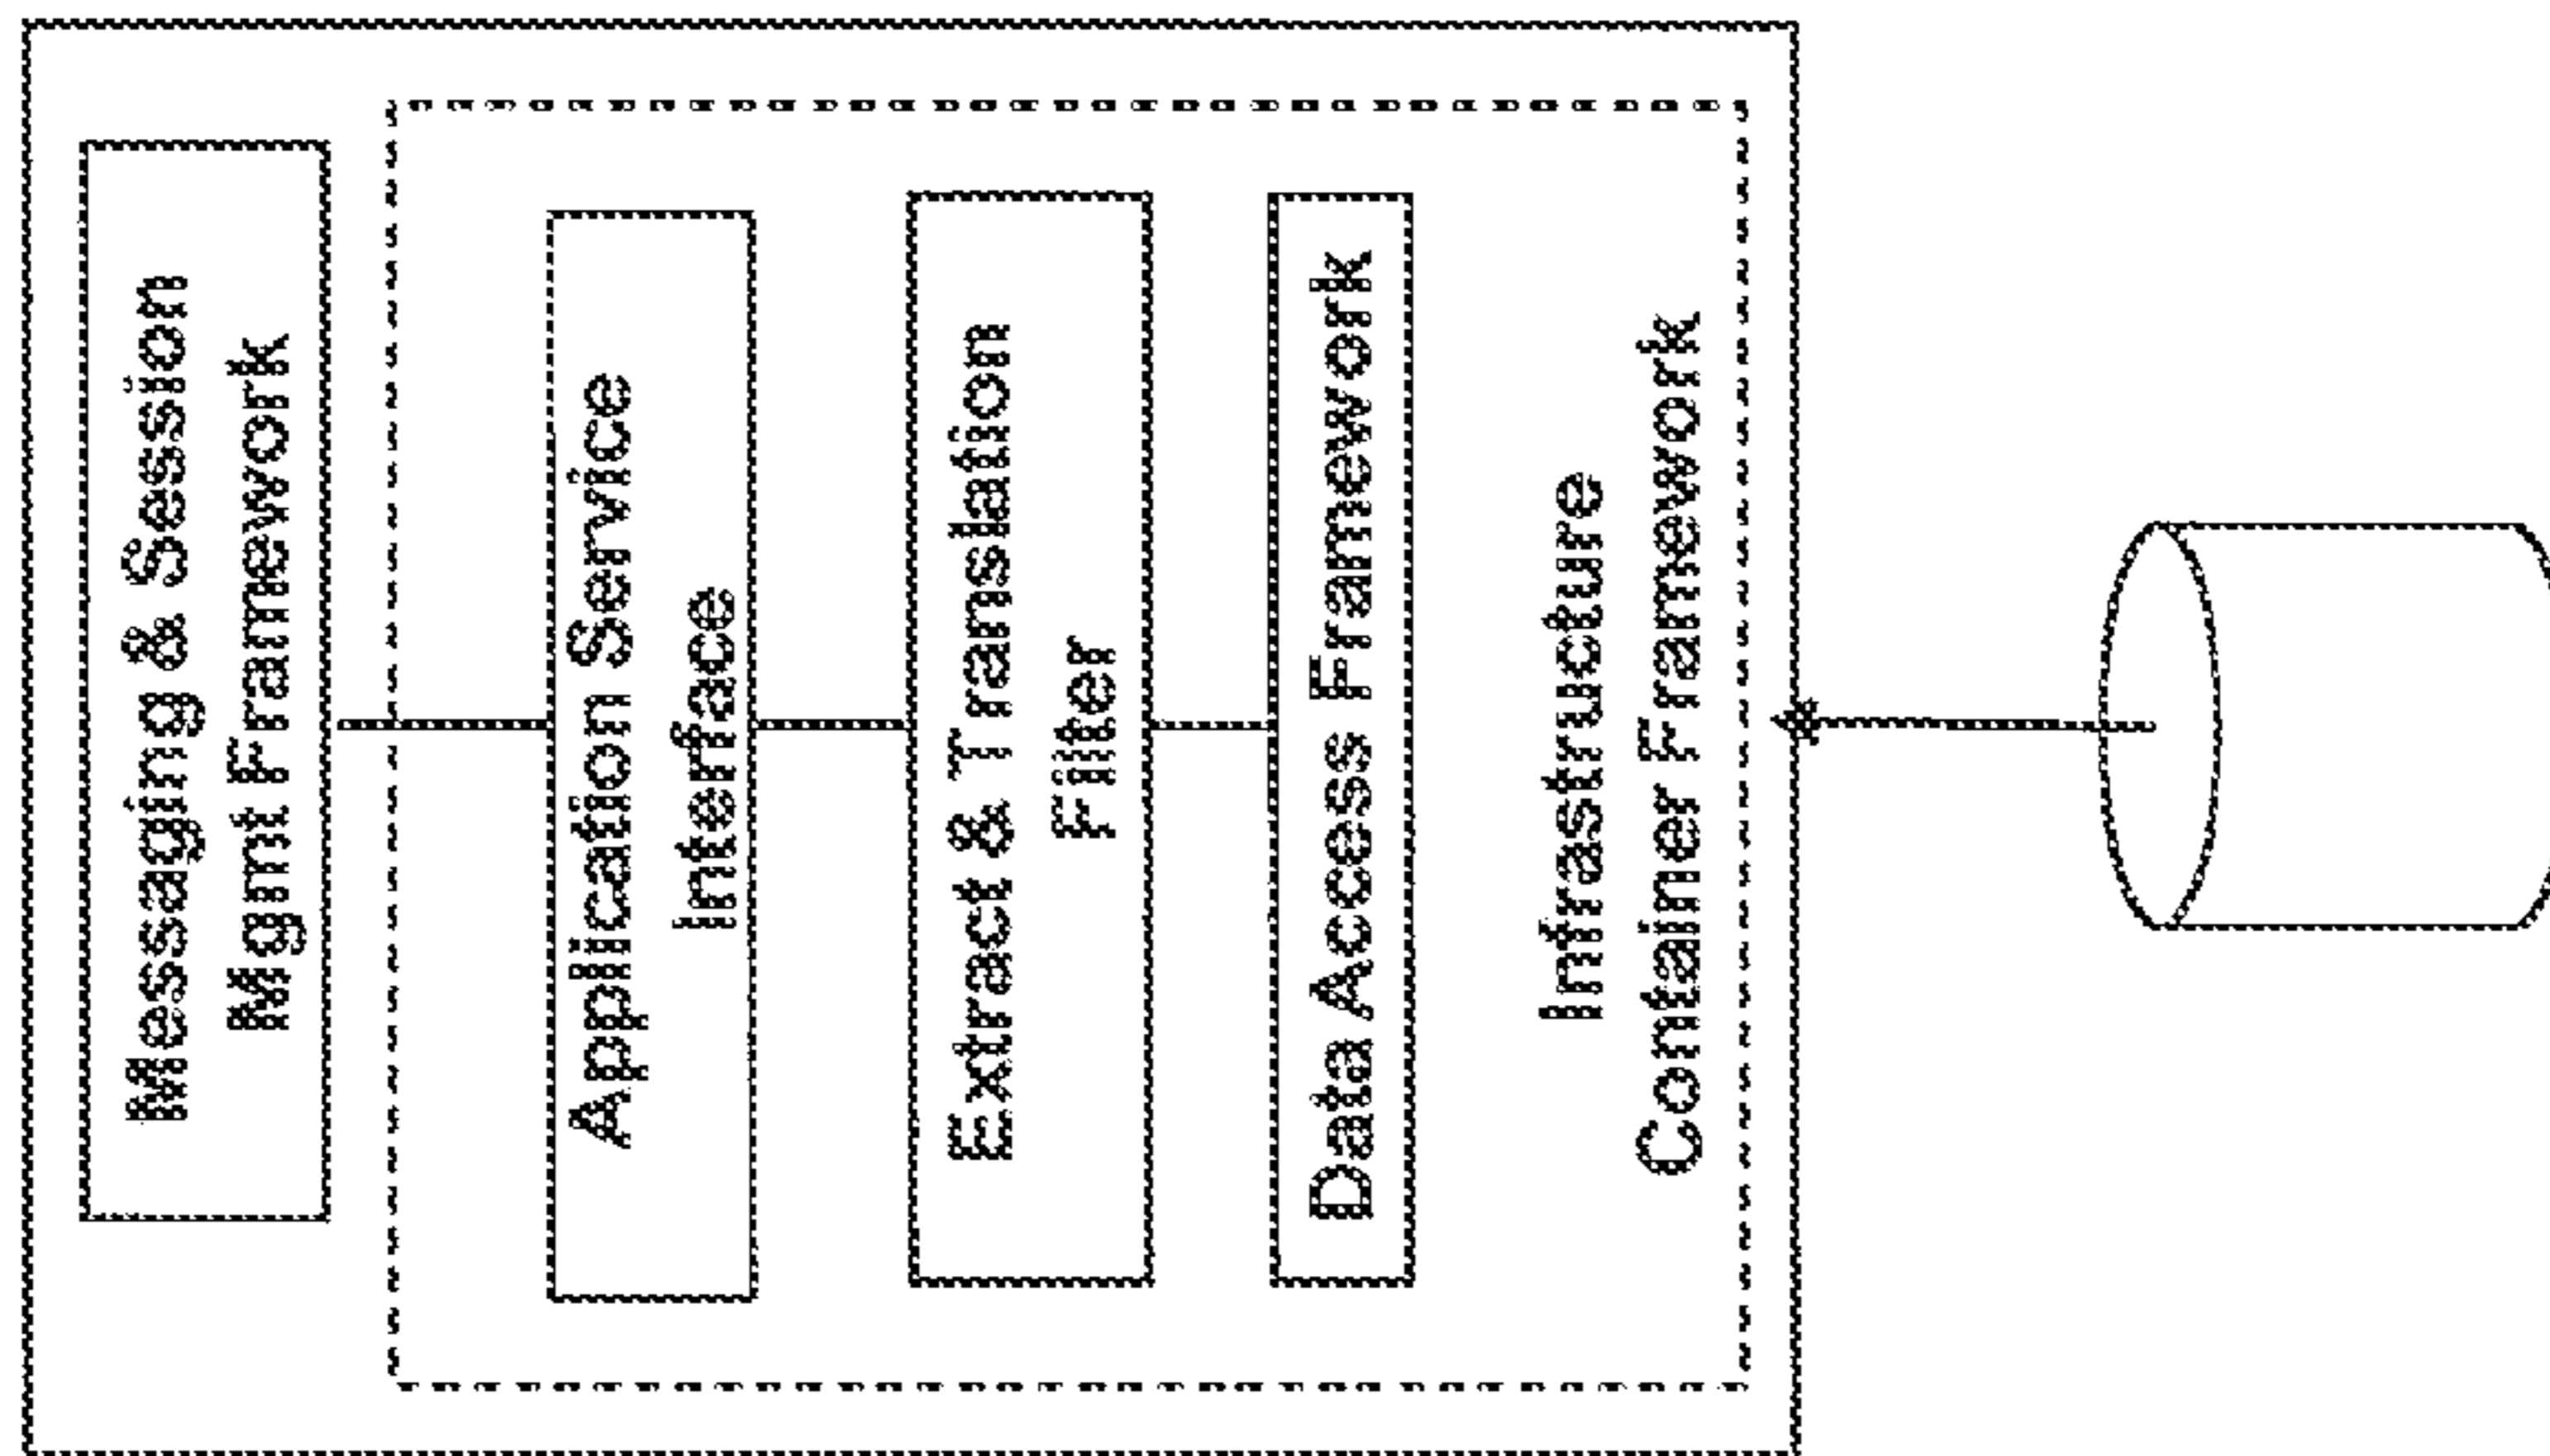 Messaging & Session
Mgmt Framework
Application Service
Interface
Extract & Translation
Filter
Data Access Framework
Infrastructure
Container Framework